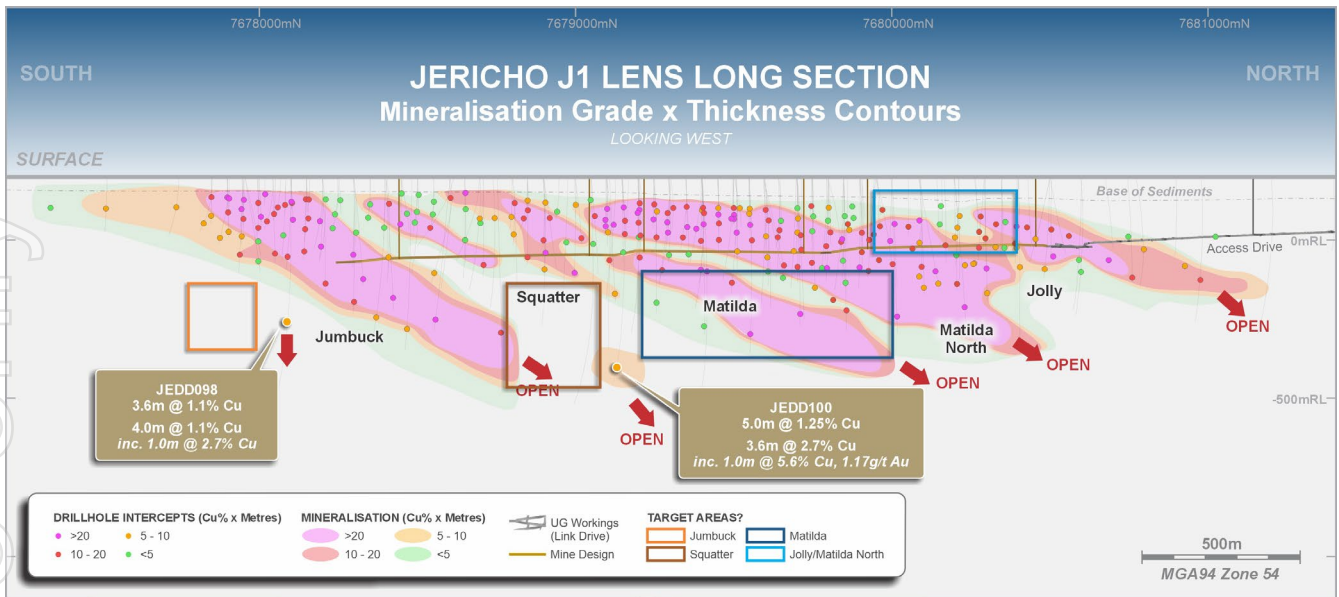 7678000mN 7679000mN 7680000mN 7681000mN
SOUTH
NORTH
JERICHO J1 LENS LONG SECTION
Mineralisation Grade x Thickness Contours
LOOKING WEST
SURFACE
Base of Sediments
0mRL
Access Drive
Squatter
Matilda
Jolly
Jumbuck
Matilda
North
OPEN
OPEN
OPEN
OPEN
OPEN
-500mRL
JEDD098
3.6m @ 1.1% Cu
4.0m @ 1.1% Cu
inc. 1.0m @ 2.7% Cu
JEDD100
5.0m @ 1.25% Cu
3.6m @ 2.7% Cu
inc. 1.0m @ 5.6% Cu, 1.17g/t Au
DRILLHOLE INTERCEPTS (Cu% x Metres)
>20 5 - 10
10 - 20 <5
MINERALISATION (Cu% x Metres)
>20 5 - 10
10 - 20 <5
UG Workings
(Link Drive)
Mine Design
TARGET AREAS?
Jumbuck Matilda
Squatter Jolly/Matilda North
500m
MGA94 Zone 54